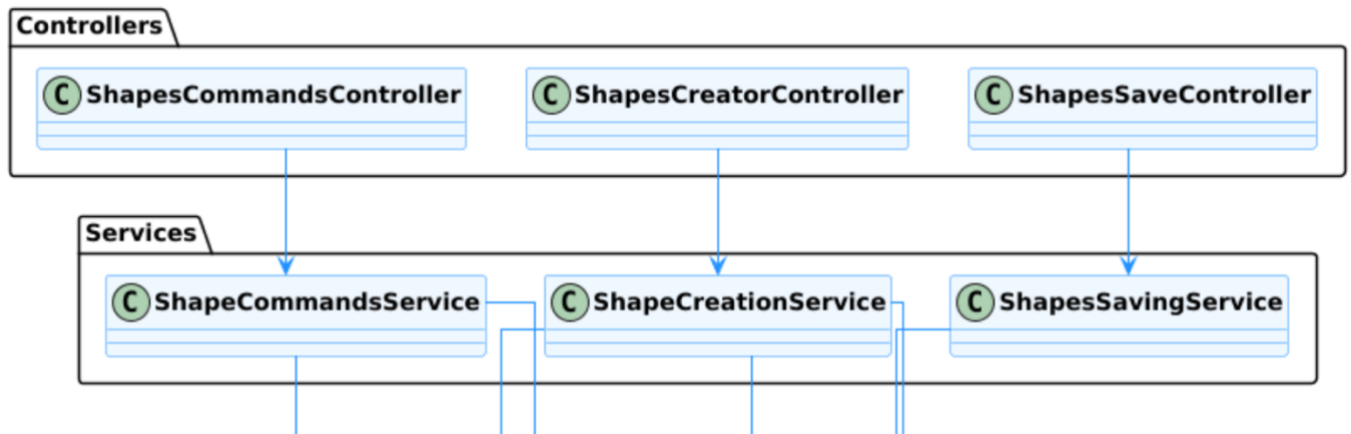 Controllers
C ShapesCommandsController
C ShapesCreatorController
C ShapesSaveController
Services
C ShapeCommandsService
C ShapeCreationService
C ShapesSavingService